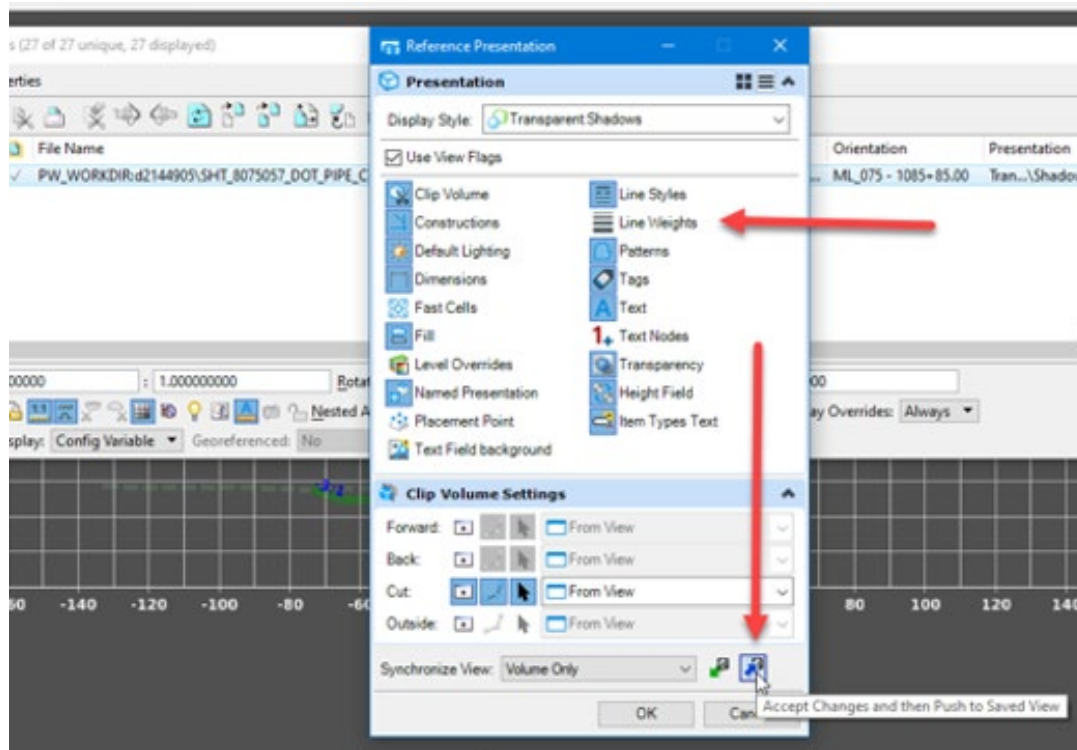 s (27 of 27 unique, 27 displayed)
Reference Presentation
erties
Presentation
Display Style: Transparent Shadows
File Name
Orientation
Presentation
Use View Flags
PW_WORKDIR:d2144905\SHT_8075057_DOT_PIPE_C
... ML_075 - 1085+85.00
Tran...\Shadow
Clip Volume
Line Styles
Constructions
Line Weights
Default Lighting
Patterns
Dimensions
Tags
Fast Cells
Text
Fill
Text Nodes
Level Overrides
Transparency
00000 : 1.000000000 Rotat
00
Named Presentation
Height Field
Nested A
ay Overrides: Always
Placement Point
Item Types Text
splay: Config Variable Georeferenced: No
Text Field background
Clip Volume Settings
Forward: From View
Back: From View
Cut: From View
-140 -120 -100 -80 -60
80 100 120 140
Outside: From View
Synchronize View: Volume Only
Accept Changes and then Push to Saved View
OK
Can